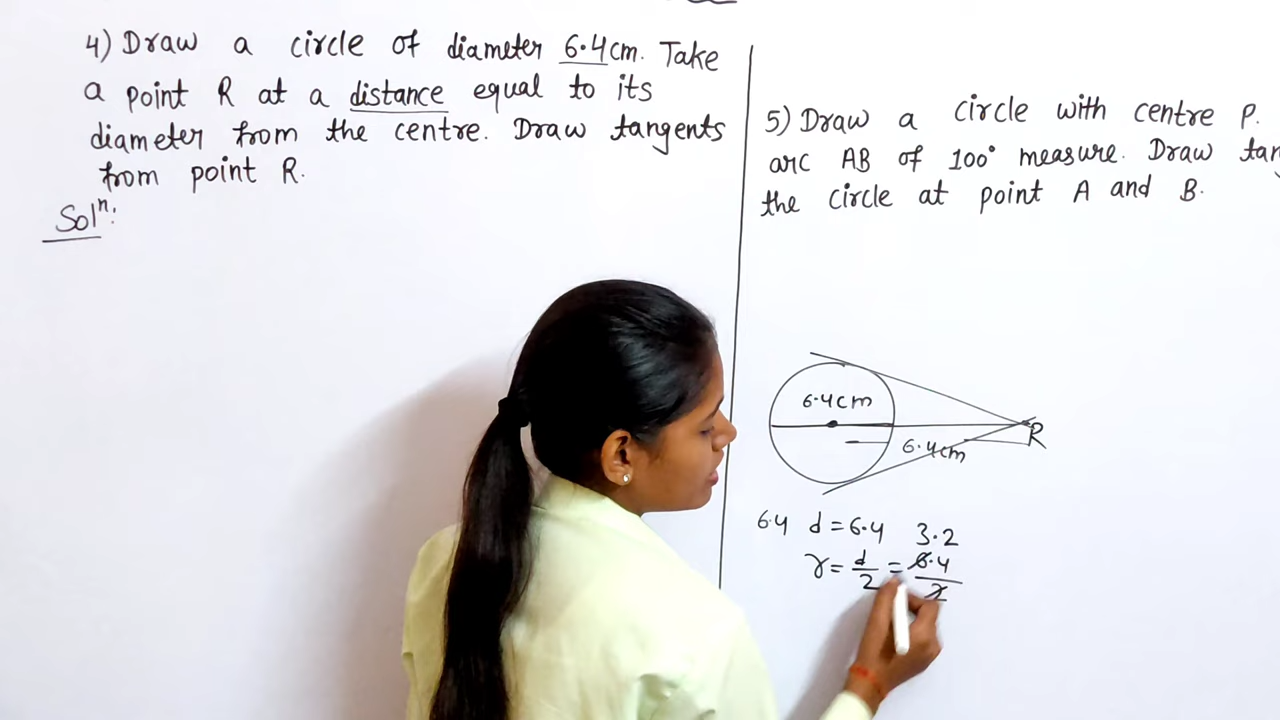 4) Draw a circle of diameter 6.4cm. Take
a point R at a distance equal to its
diameter from the centre. Draw tangents
from point R.
Solⁿ:
5) Draw a circle with centre P.
arc AB of 100° measure. Draw tan
the circle at point A and B.
6.4cm
R
6.4cm
6.4 d = 6.4 3.2
r = d/2 = 6.4/2